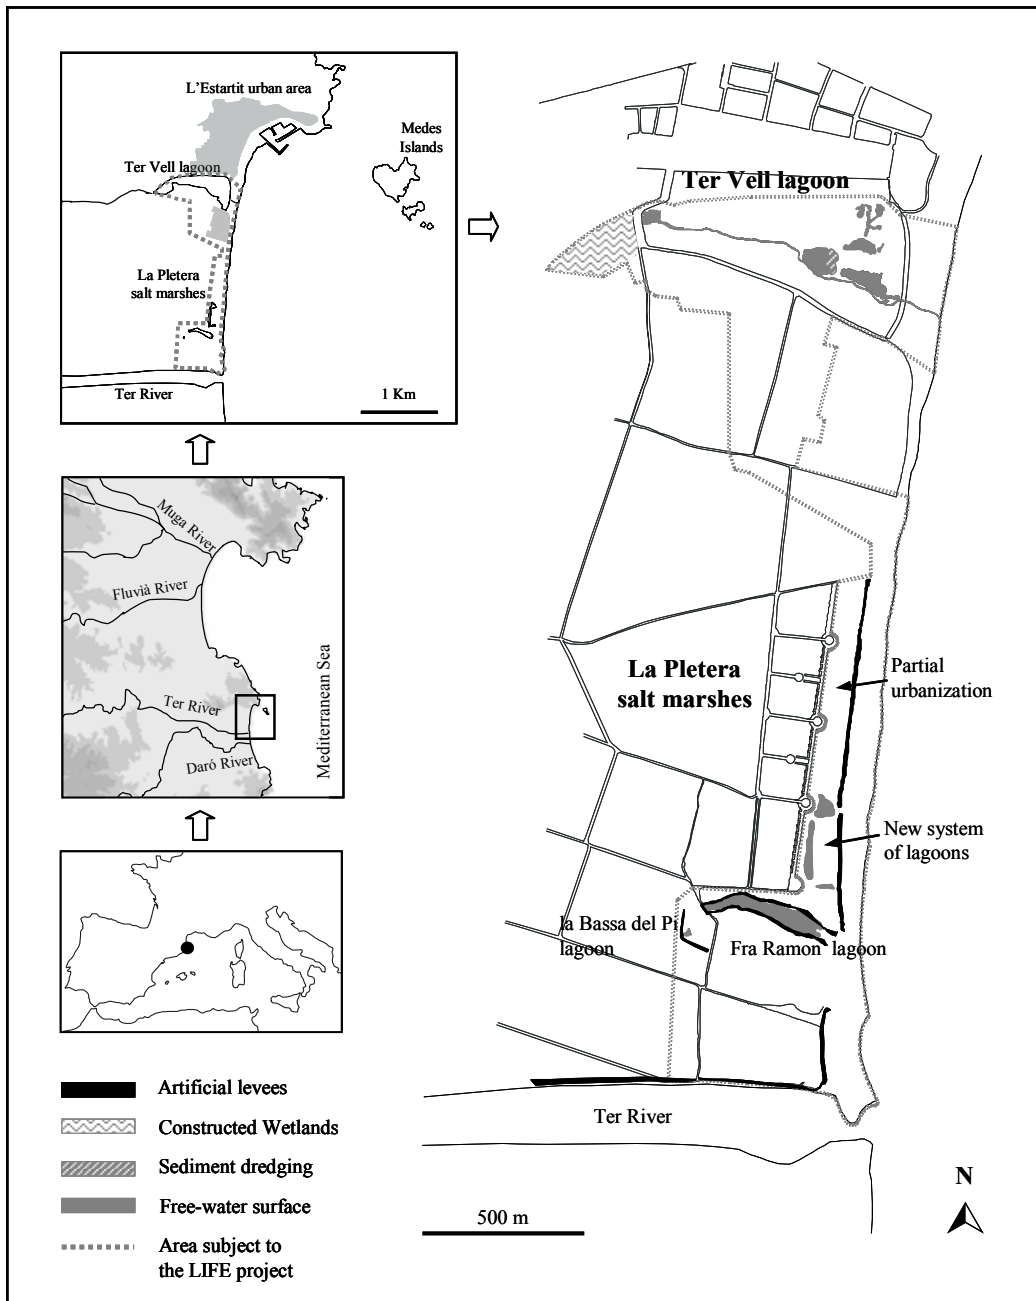 L'Estartit urban area
Medes
Islands
Ter Vell lagoon
La Pletera
salt marshes
Ter River
1 Km
Muga River
Fluvià River
Ter River
Daró River
Mediterranean Sea
Artificial levees
Constructed Wetlands
Sediment dredging
Free-water surface
Area subject to
the LIFE project
Ter Vell lagoon
La Pletera
salt marshes
Partial
urbanization
New system
of lagoons
la Bassa del Pi
lagoon
Fra Ramon lagoon
Ter River
500 m
N